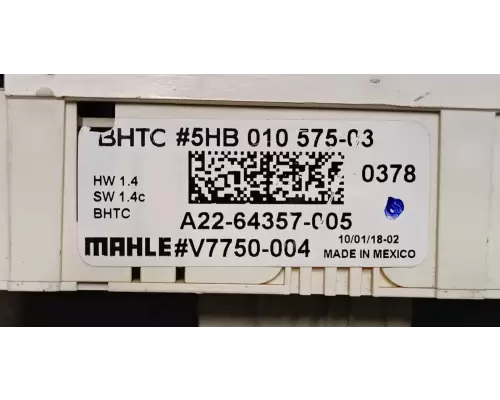 BHTC #5HB 010 575-03
0378
HW 1.4
SW 1.4c
BHTC
A22-64357-005
MAHLE #V7750-004
10/01/18-02
MADE IN MEXICO